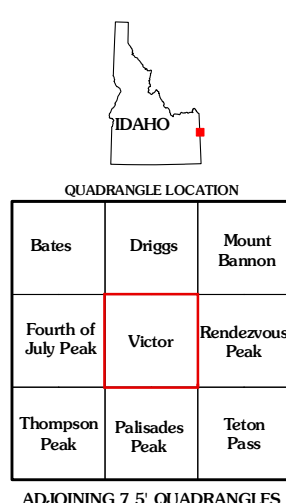 IDAHO
QUADRANGLE LOCATION
Bates
Driggs
Mount
Bannon
Fourth of
July Peak
Victor
Rendezvous
Peak
Thompson
Peak
Palisades
Peak
Teton
Pass
ADJOINING 7.5' QUADRANGLES